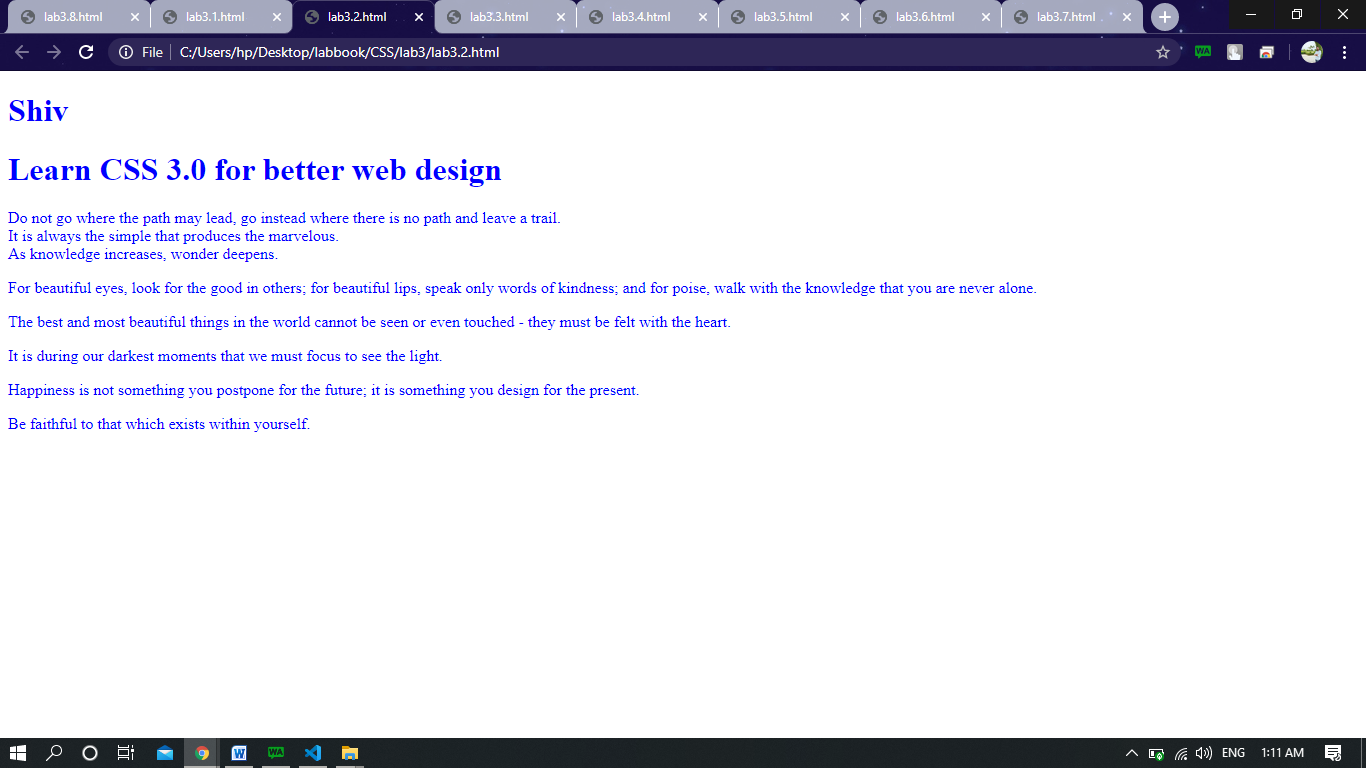 lab3.8.html
lab3.1.html
lab3.2.html
lab3.3.html
lab3.4.html
lab3.5.html
lab3.6.html
lab3.7.html
File
C:/Users/hp/Desktop/labbook/CSS/lab3/lab3.2.html
WA
Shiv
Learn CSS 3.0 for better web design
Do not go where the path may lead, go instead where there is no path and leave a trail.
It is always the simple that produces the marvelous.
As knowledge increases, wonder deepens.
For beautiful eyes, look for the good in others; for beautiful lips, speak only words of kindness; and for poise, walk with the knowledge that you are never alone.
The best and most beautiful things in the world cannot be seen or even touched - they must be felt with the heart.
It is during our darkest moments that we must focus to see the light.
Happiness is not something you postpone for the future; it is something you design for the present.
Be faithful to that which exists within yourself.
W
WA
ENG
1:11 AM